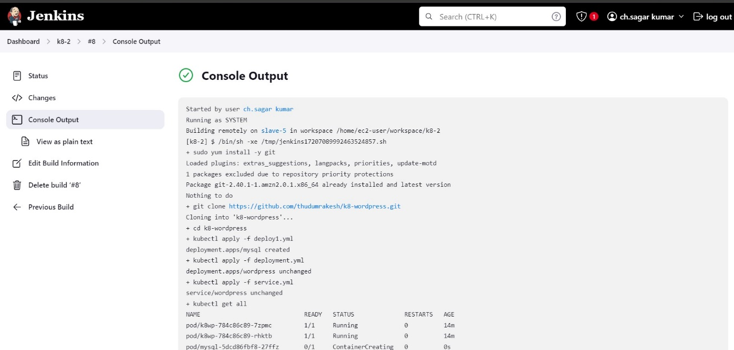 Jenkins
Search (CTRL+K)
1
ch.sagar kumar
log out
Dashboard
k8-2
#8
Console Output
Status
Changes
Console Output
View as plain text
Edit Build Information
Delete build '#8'
Previous Build
Console Output
Started by user ch.sagar kumar
Running as SYSTEM
Building remotely on slave-5 in workspace /home/ec2-user/workspace/k8-2
[k8-2] $ /bin/sh -xe /tmp/jenkins17207089992463524857.sh
+ sudo yum install -y git
Loaded plugins: extras_suggestions, langpacks, priorities, update-motd
1 packages excluded due to repository priority protections
Package git-2.40.1-1.amzn2.0.1.x86_64 already installed and latest version
Nothing to do
+ git clone https://github.com/thudumrakesh/k8-wordpress.git
Cloning into 'k8-wordpress'...
+ cd k8-wordpress
+ kubectl apply -f deploy1.yml
deployment.apps/mysql created
+ kubectl apply -f deployment.yml
deployment.apps/wordpress unchanged
+ kubectl apply -f service.yml
service/wordpress unchanged
+ kubectl get all
NAME READY STATUS RESTARTS AGE
pod/k8wp-784c86c89-7zpmc 1/1 Running 0 14m
pod/k8wp-784c86c89-rhktb 1/1 Running 0 14m
pod/mysql-5dcd86fbf8-27ffz 0/1 ContainerCreating 0 0s